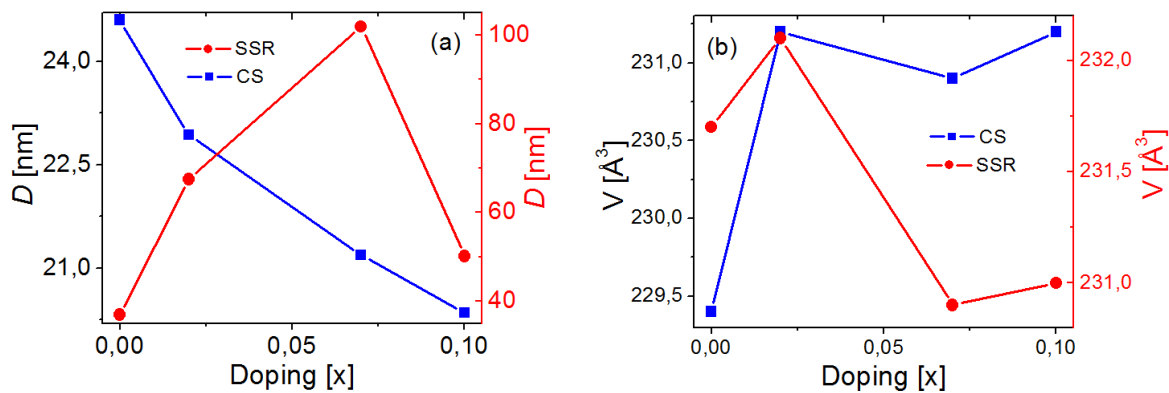 (a)
SSR
CS
D [nm]
24,0
22,5
21,0
D [nm]
100
80
60
40
0,00
0,05
0,10
Doping [x]
(b)
CS
SSR
V [Å³]
231,0
230,5
230,0
229,5
V [Å³]
232,0
231,5
231,0
0,00
0,05
0,10
Doping [x]